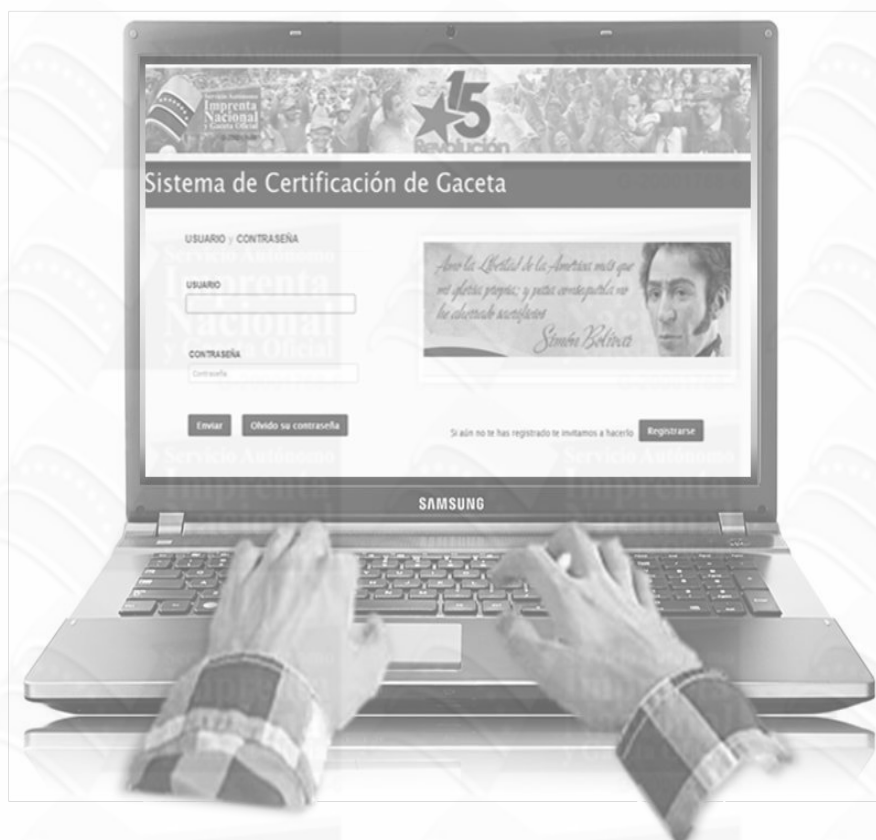 Servicio Autónomo
Imprenta
Nacional
y Gaceta Oficial
15
Revolución
Sistema de Certificación de Gaceta
USUARIO y CONTRASEÑA
USUARIO
CONTRASEÑA
Contraseña
Enviar
Olvido su contraseña
Amo la Libertad de la América más que
mi gloria propia; y para conseguirla no
he ahorrado sacrificios
Simón Bolívar
Si aún no te has registrado te invitamos a hacerlo
Registrarse
SAMSUNG